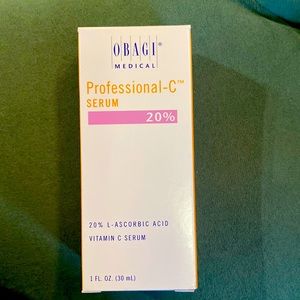 OBAGI®
MEDICAL
Professional-C™
SERUM
20%
20% L-ASCORBIC ACID
VITAMIN C SERUM
1 FL. OZ. (30 mL)